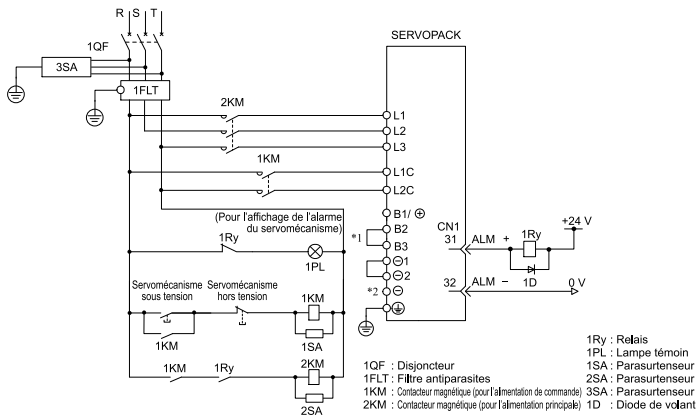 R S T
SERVOPACK
1QF
3SA
1FLT
2KM
L1
L2
L3
1KM
L1C
L2C
(Pour l'affichage de l'alarme
du servomécanisme)
B1/ ⊕
B2
B3
*1
⊖1
⊖2
*2
⊖
CN1
31
ALM +
1Ry
+24 V
32
ALM −
1D
0 V
1Ry
1PL
Servomécanisme
sous tension
Servomécanisme
hors tension
1KM
1KM
1SA
1KM
1Ry
2KM
2SA
1QF : Disjoncteur
1FLT : Filtre antiparasites
1KM : Contacteur magnétique (pour l'alimentation de commande)
2KM : Contacteur magnétique (pour l'alimentation principale)
1Ry : Relais
1PL : Lampe témoin
1SA : Parasurtenseur
2SA : Parasurtenseur
3SA : Parasurtenseur
1D : Diode de volant